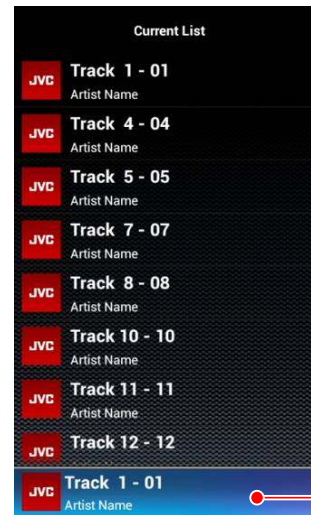 Current List
JVC
Track 1 - 01
Artist Name
JVC
Track 4 - 04
Artist Name
JVC
Track 5 - 05
Artist Name
JVC
Track 7 - 07
Artist Name
JVC
Track 8 - 08
Artist Name
JVC
Track 10 - 10
Artist Name
JVC
Track 11 - 11
Artist Name
JVC
Track 12 - 12
JVC
Track 1 - 01
Artist Name